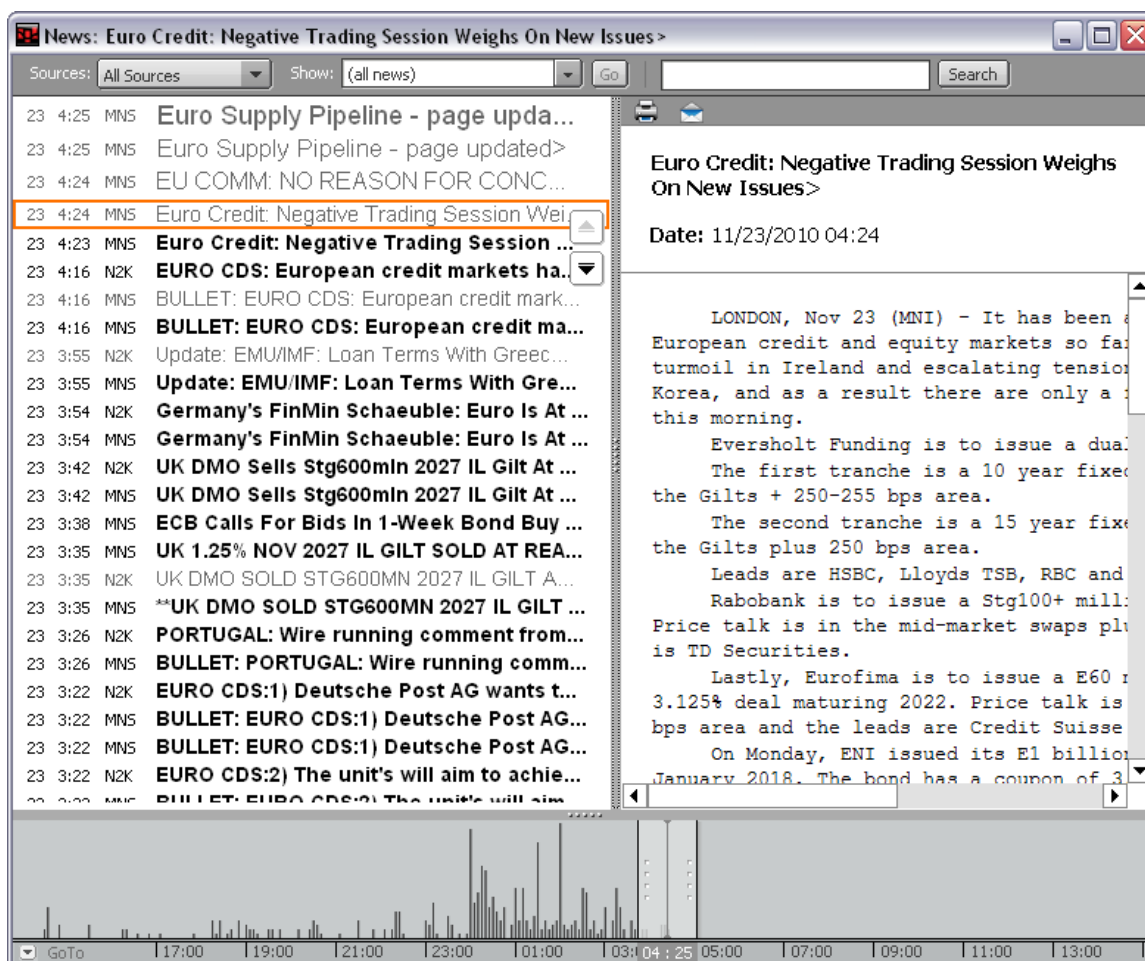 News: Euro Credit: Negative Trading Session Weighs On New Issues>
Sources: All Sources Show: (all news) Go Search
23 4:25 MNS Euro Supply Pipeline - page upda...
23 4:25 MNS Euro Supply Pipeline - page updated>
23 4:24 MNS EU COMM: NO REASON FOR CONC...
23 4:24 MNS Euro Credit: Negative Trading Session Wei...
23 4:23 MNS Euro Credit: Negative Trading Session ...
23 4:16 N2K EURO CDS: European credit markets ha...
23 4:16 MNS BULLET: EURO CDS: European credit mark...
23 4:16 MNS BULLET: EURO CDS: European credit ma...
23 3:55 N2K Update: EMU/IMF: Loan Terms With Greec...
23 3:55 MNS Update: EMU/IMF: Loan Terms With Gre...
23 3:54 N2K Germany's FinMin Schaeuble: Euro Is At ...
23 3:54 MNS Germany's FinMin Schaeuble: Euro Is At ...
23 3:42 N2K UK DMO Sells Stg600mln 2027 IL Gilt At ...
23 3:42 MNS UK DMO Sells Stg600mln 2027 IL Gilt At ...
23 3:38 MNS ECB Calls For Bids In 1-Week Bond Buy ...
23 3:35 MNS UK 1.25% NOV 2027 IL GILT SOLD AT REA...
23 3:35 N2K UK DMO SOLD STG600MN 2027 IL GILT A...
23 3:35 MNS **UK DMO SOLD STG600MN 2027 IL GILT ...
23 3:26 N2K PORTUGAL: Wire running comment from...
23 3:26 MNS BULLET: PORTUGAL: Wire running comm...
23 3:22 N2K EURO CDS:1) Deutsche Post AG wants t...
23 3:22 MNS BULLET: EURO CDS:1) Deutsche Post AG...
23 3:22 MNS BULLET: EURO CDS:1) Deutsche Post AG...
23 3:22 N2K EURO CDS:2) The unit's will aim to achie...
23 3:22 MNS BULLET: EURO CDS:2) The unit's will aim
Euro Credit: Negative Trading Session Weighs
On New Issues>
Date: 11/23/2010 04:24
LONDON, Nov 23 (MNI) - It has been
European credit and equity markets so far
turmoil in Ireland and escalating tension
Korea, and as a result there are only a
this morning.
Eversholt Funding is to issue a dual
The first tranche is a 10 year fixed
the Gilts + 250-255 bps area.
The second tranche is a 15 year fixe
the Gilts plus 250 bps area.
Leads are HSBC, Lloyds TSB, RBC and
Rabobank is to issue a Stg100+ milli
Price talk is in the mid-market swaps plu
is TD Securities.
Lastly, Eurofima is to issue a E60
3.125% deal maturing 2022. Price talk is
bps area and the leads are Credit Suisse
On Monday, ENI issued its E1 billion
January 2018. The bond has a coupon of 3
GoTo 17:00 19:00 21:00 23:00 01:00 03: 04:25 05:00 07:00 09:00 11:00 13:00